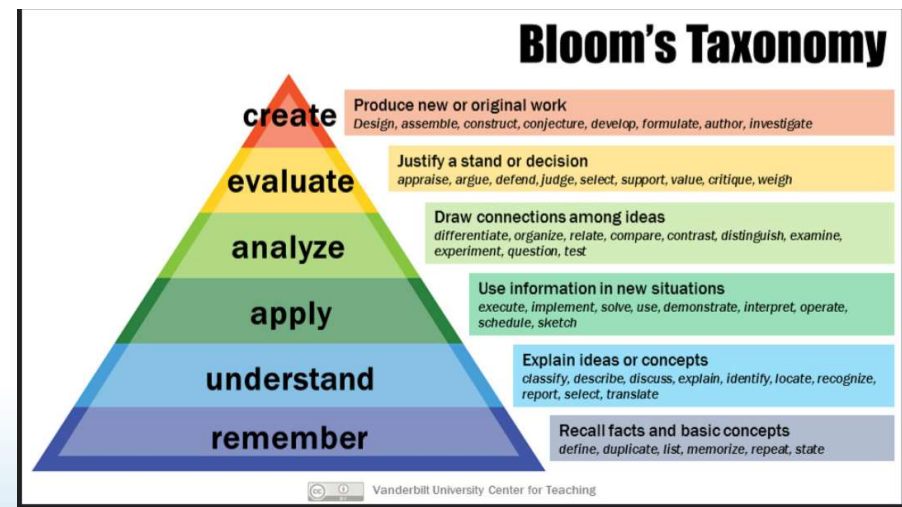 Bloom's Taxonomy
create
Produce new or original work
Design, assemble, construct, conjecture, develop, formulate, author, investigate
evaluate
Justify a stand or decision
appraise, argue, defend, judge, select, support, value, critique, weigh
analyze
Draw connections among ideas
differentiate, organize, relate, compare, contrast, distinguish, examine,
experiment, question, test
apply
Use information in new situations
execute, implement, solve, use, demonstrate, interpret, operate,
schedule, sketch
understand
Explain ideas or concepts
classify, describe, discuss, explain, identify, locate, recognize,
report, select, translate
remember
Recall facts and basic concepts
define, duplicate, list, memorize, repeat, state
cc
Vanderbilt University Center for Teaching